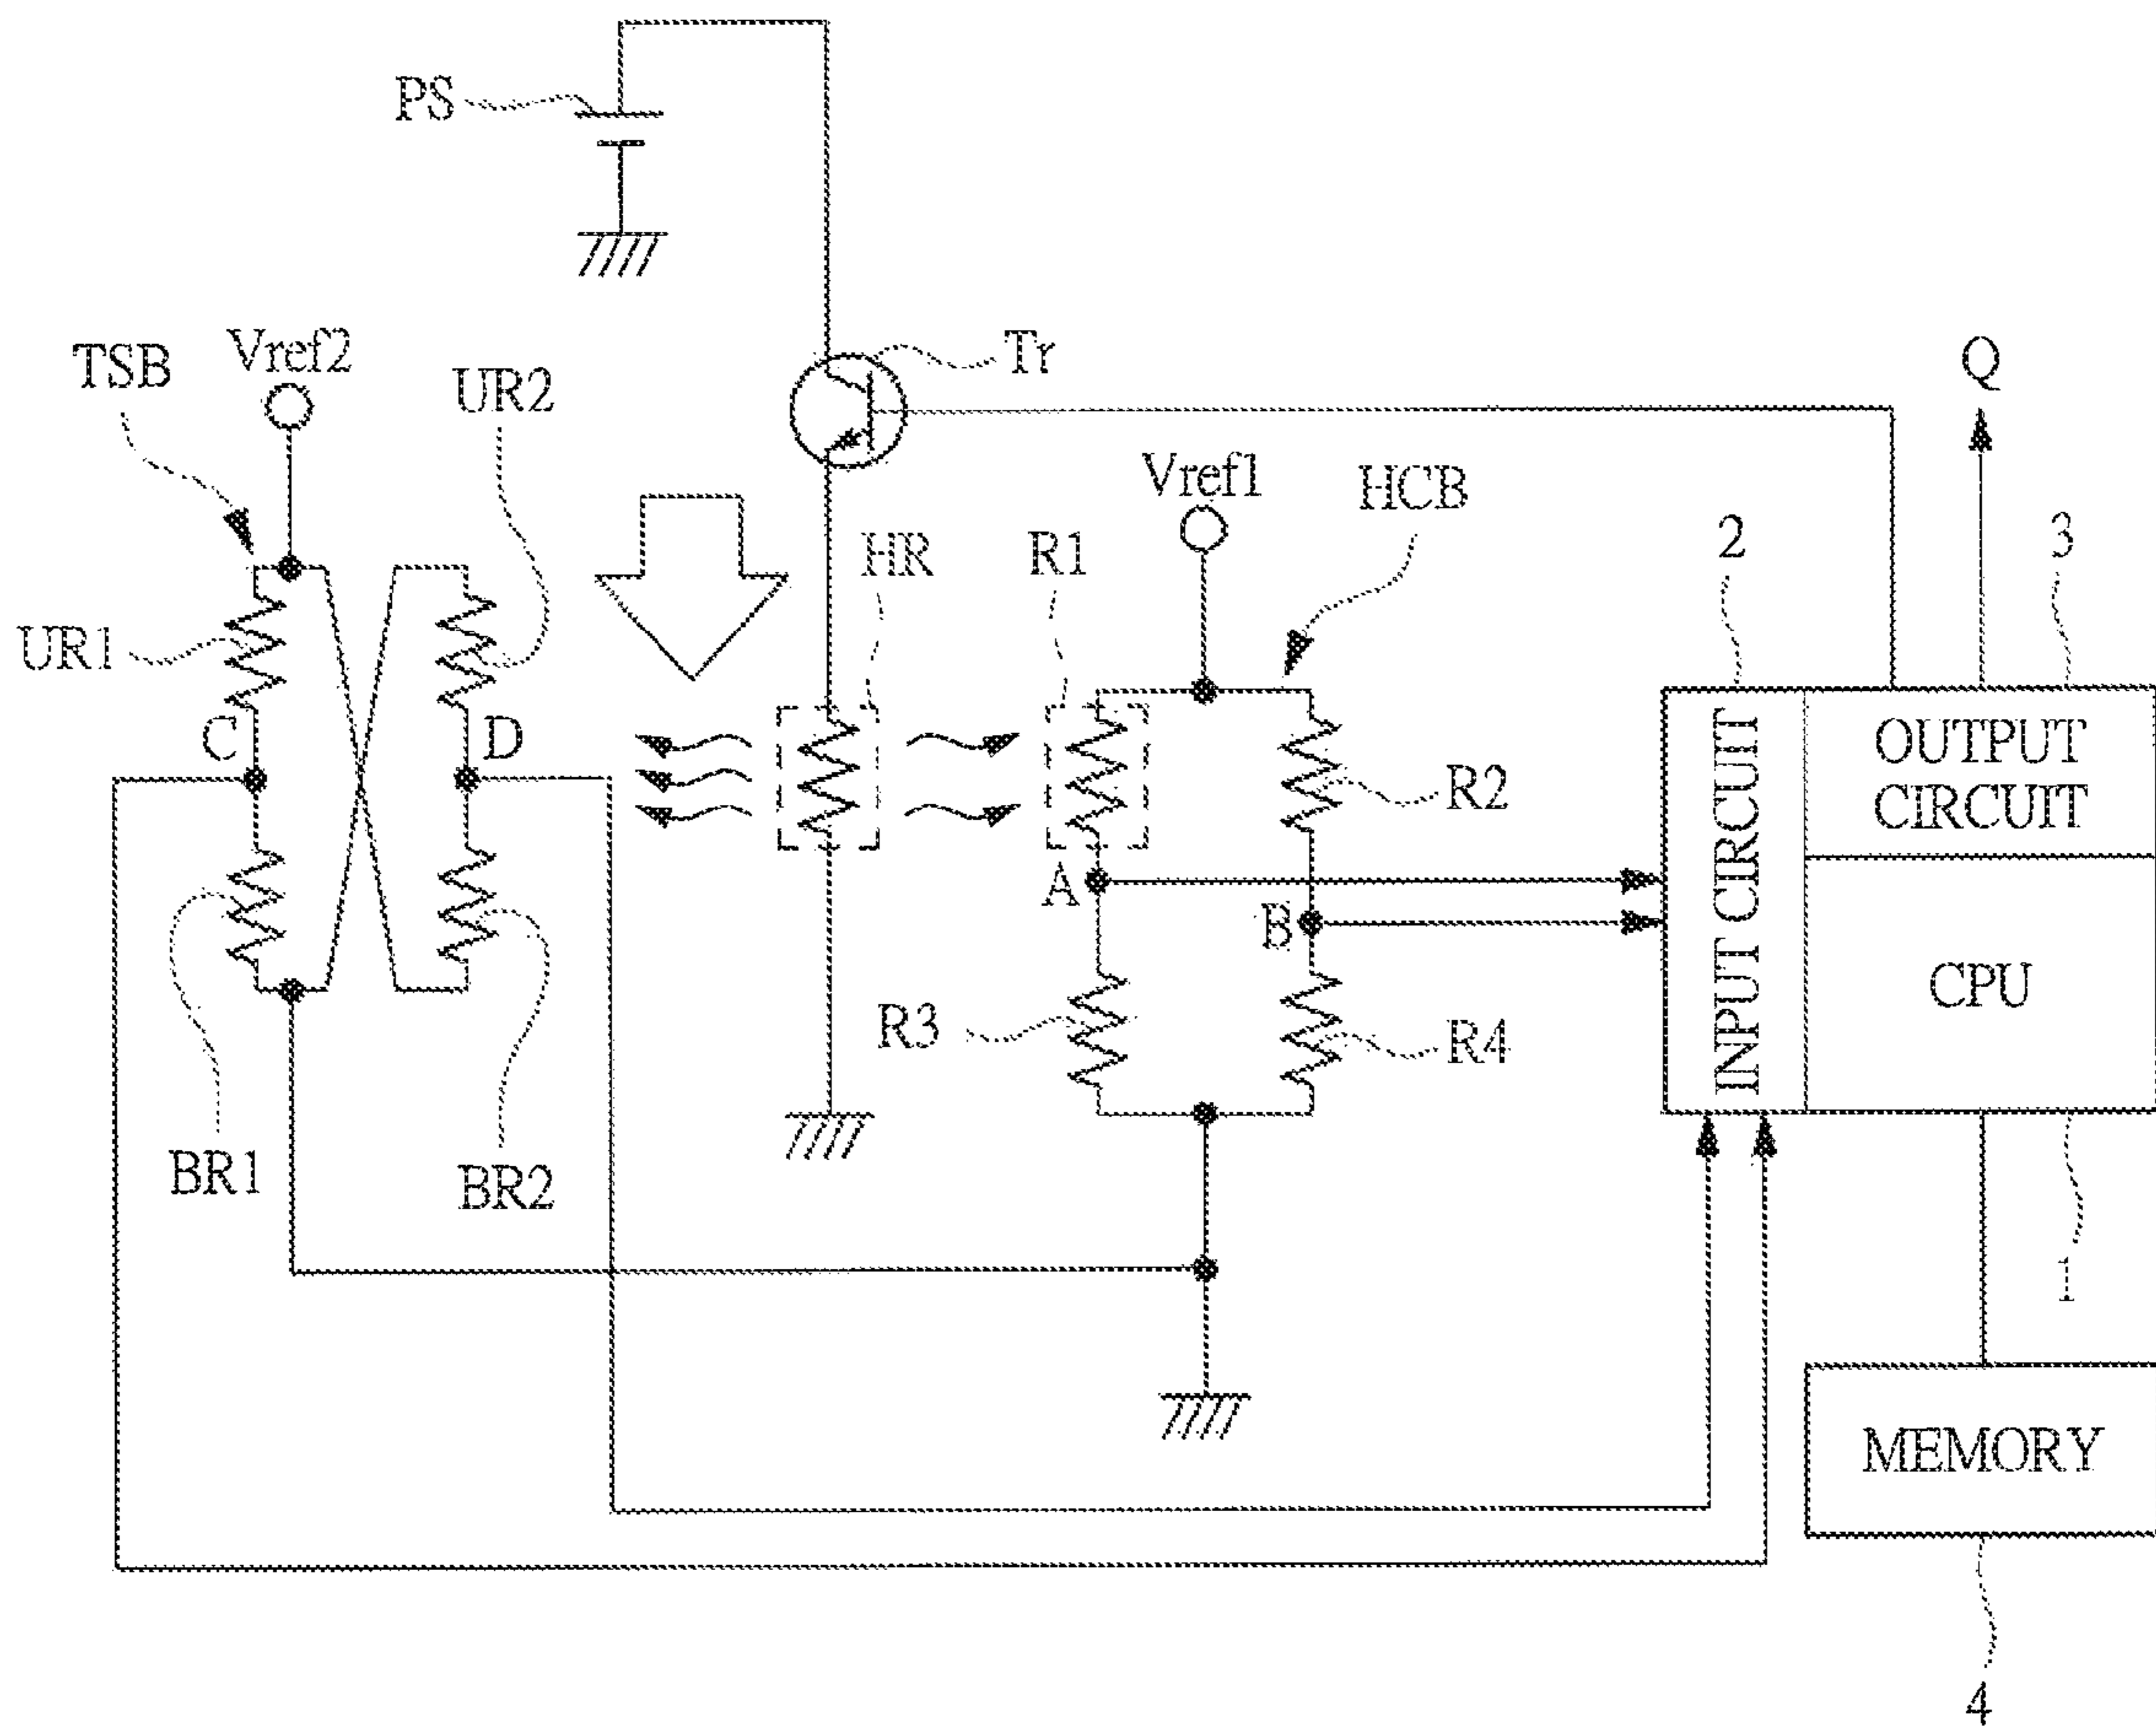 PS
Tr
Q
TSB
Vref2
UR2
Vref1
HCB
HR
R1
2
3
UR1
C
D
R2
INPUT CIRCUIT
OUTPUT
CIRCUIT
A
B
CPU
R3
R4
BR1
BR2
1
MEMORY
4